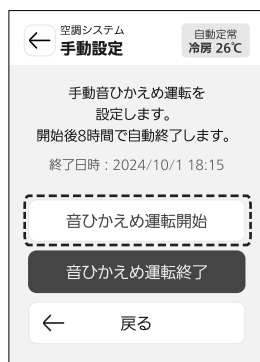 空調システム
手動設定
自動定常
冷房 26℃
手動音ひかえめ運転を
設定します。
開始後8時間で自動終了します。
終了日時：2024/10/1 18:15
音ひかえめ運転開始
音ひかえめ運転終了
戻る